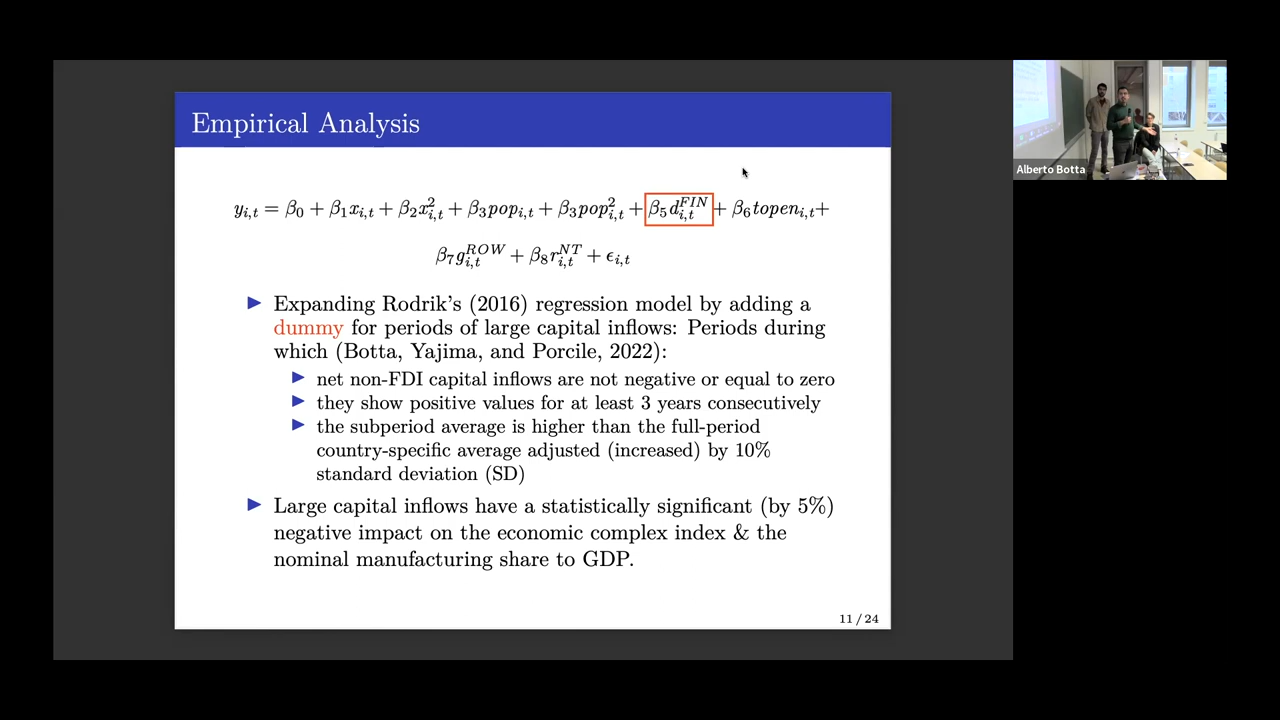 Empirical Analysis
y_{i,t} = β_0 + β_1x_{i,t} + β_2x^2_{i,t} + β_3pop_{i,t} + β_3pop^2_{i,t} + β_5d^{FIN}_{i,t} + β_6topen_{i,t}+
β_7g^{ROW}_{i,t} + β_8r^{NT}_{i,t} + ϵ_{i,t}
Expanding Rodrik's (2016) regression model by adding a
dummy for periods of large capital inflows: Periods during
which (Botta, Yajima, and Porcile, 2022):
net non-FDI capital inflows are not negative or equal to zero
they show positive values for at least 3 years consecutively
the subperiod average is higher than the full-period
country-specific average adjusted (increased) by 10%
standard deviation (SD)
Large capital inflows have a statistically significant (by 5%)
negative impact on the economic complex index & the
nominal manufacturing share to GDP.
11 / 24
Alberto Botta